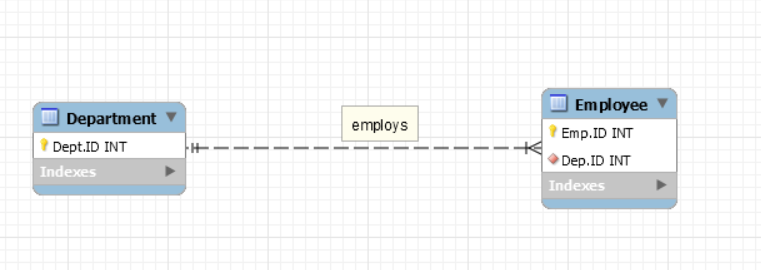 Department
Dept.ID INT
Indexes
employs
Employee
Emp.ID INT
Dep.ID INT
Indexes